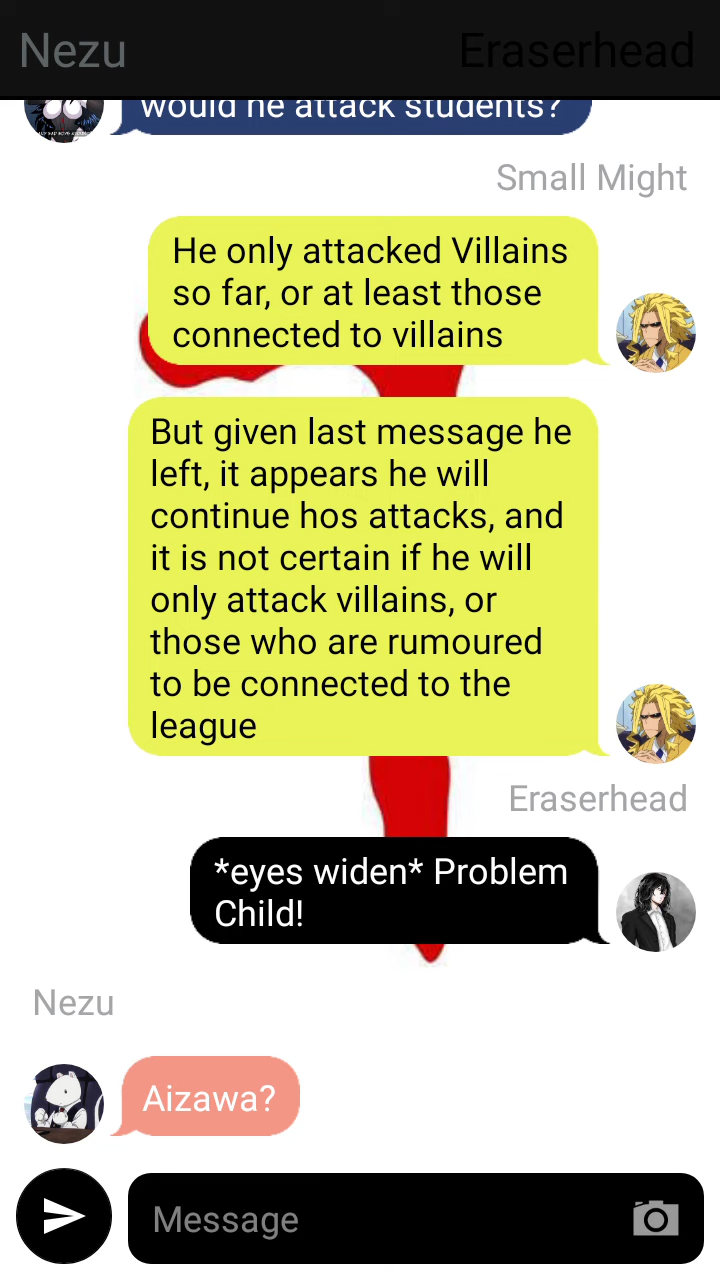 Nezu
Eraserhead
would he attack students?
Small Might
He only attacked Villains
so far, or at least those
connected to villains
But given last message he
left, it appears he will
continue hos attacks, and
it is not certain if he will
only attack villains, or
those who are rumoured
to be connected to the
league
Eraserhead
*eyes widen* Problem
Child!
Nezu
Aizawa?
Message